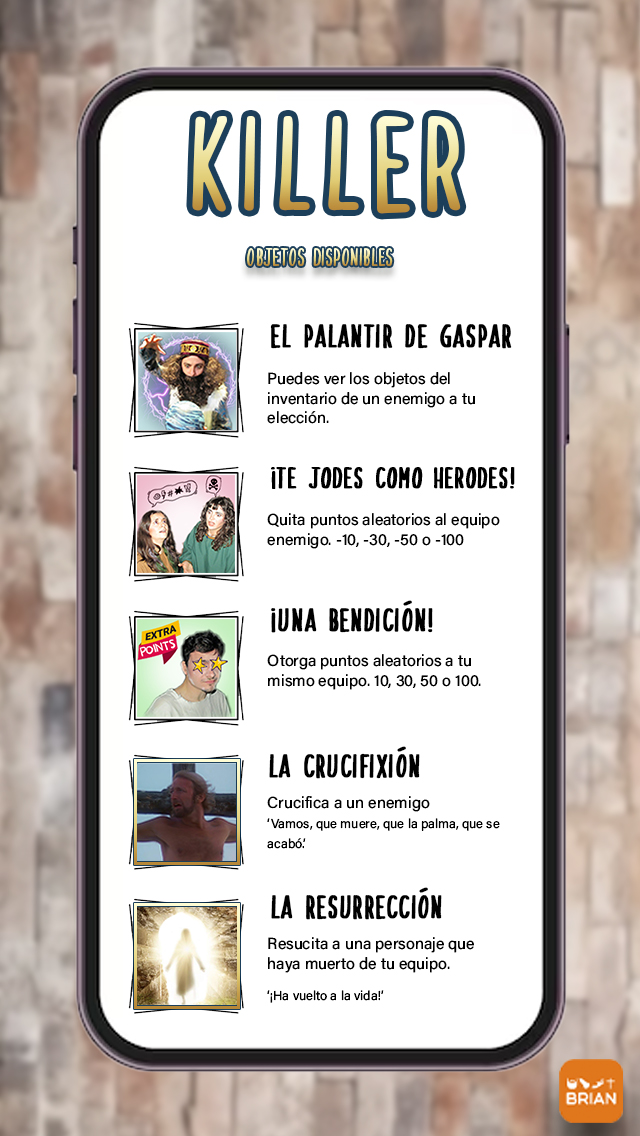 KILLER
OBJETOS DISPONIBLES
EL PALANTIR DE GASPAR
Puedes ver los objetos del
inventario de un enemigo a tu
elección.
¡TE JODES COMO HERODES!
Quita puntos aleatorios al equipo
enemigo. -10, -30, -50 o -100
EXTRA
POINTS
¡UNA BENDICIÓN!
Otorga puntos aleatorios a tu
mismo equipo. 10, 30, 50 o 100.
LA CRUCIFIXIÓN
Crucifica a un enemigo
'Vamos, que muere, que la palma, que se
acabó.'
LA RESURRECCIÓN
Resucita a una personaje que
haya muerto de tu equipo.
'¡Ha vuelto a la vida!'
BRIAN